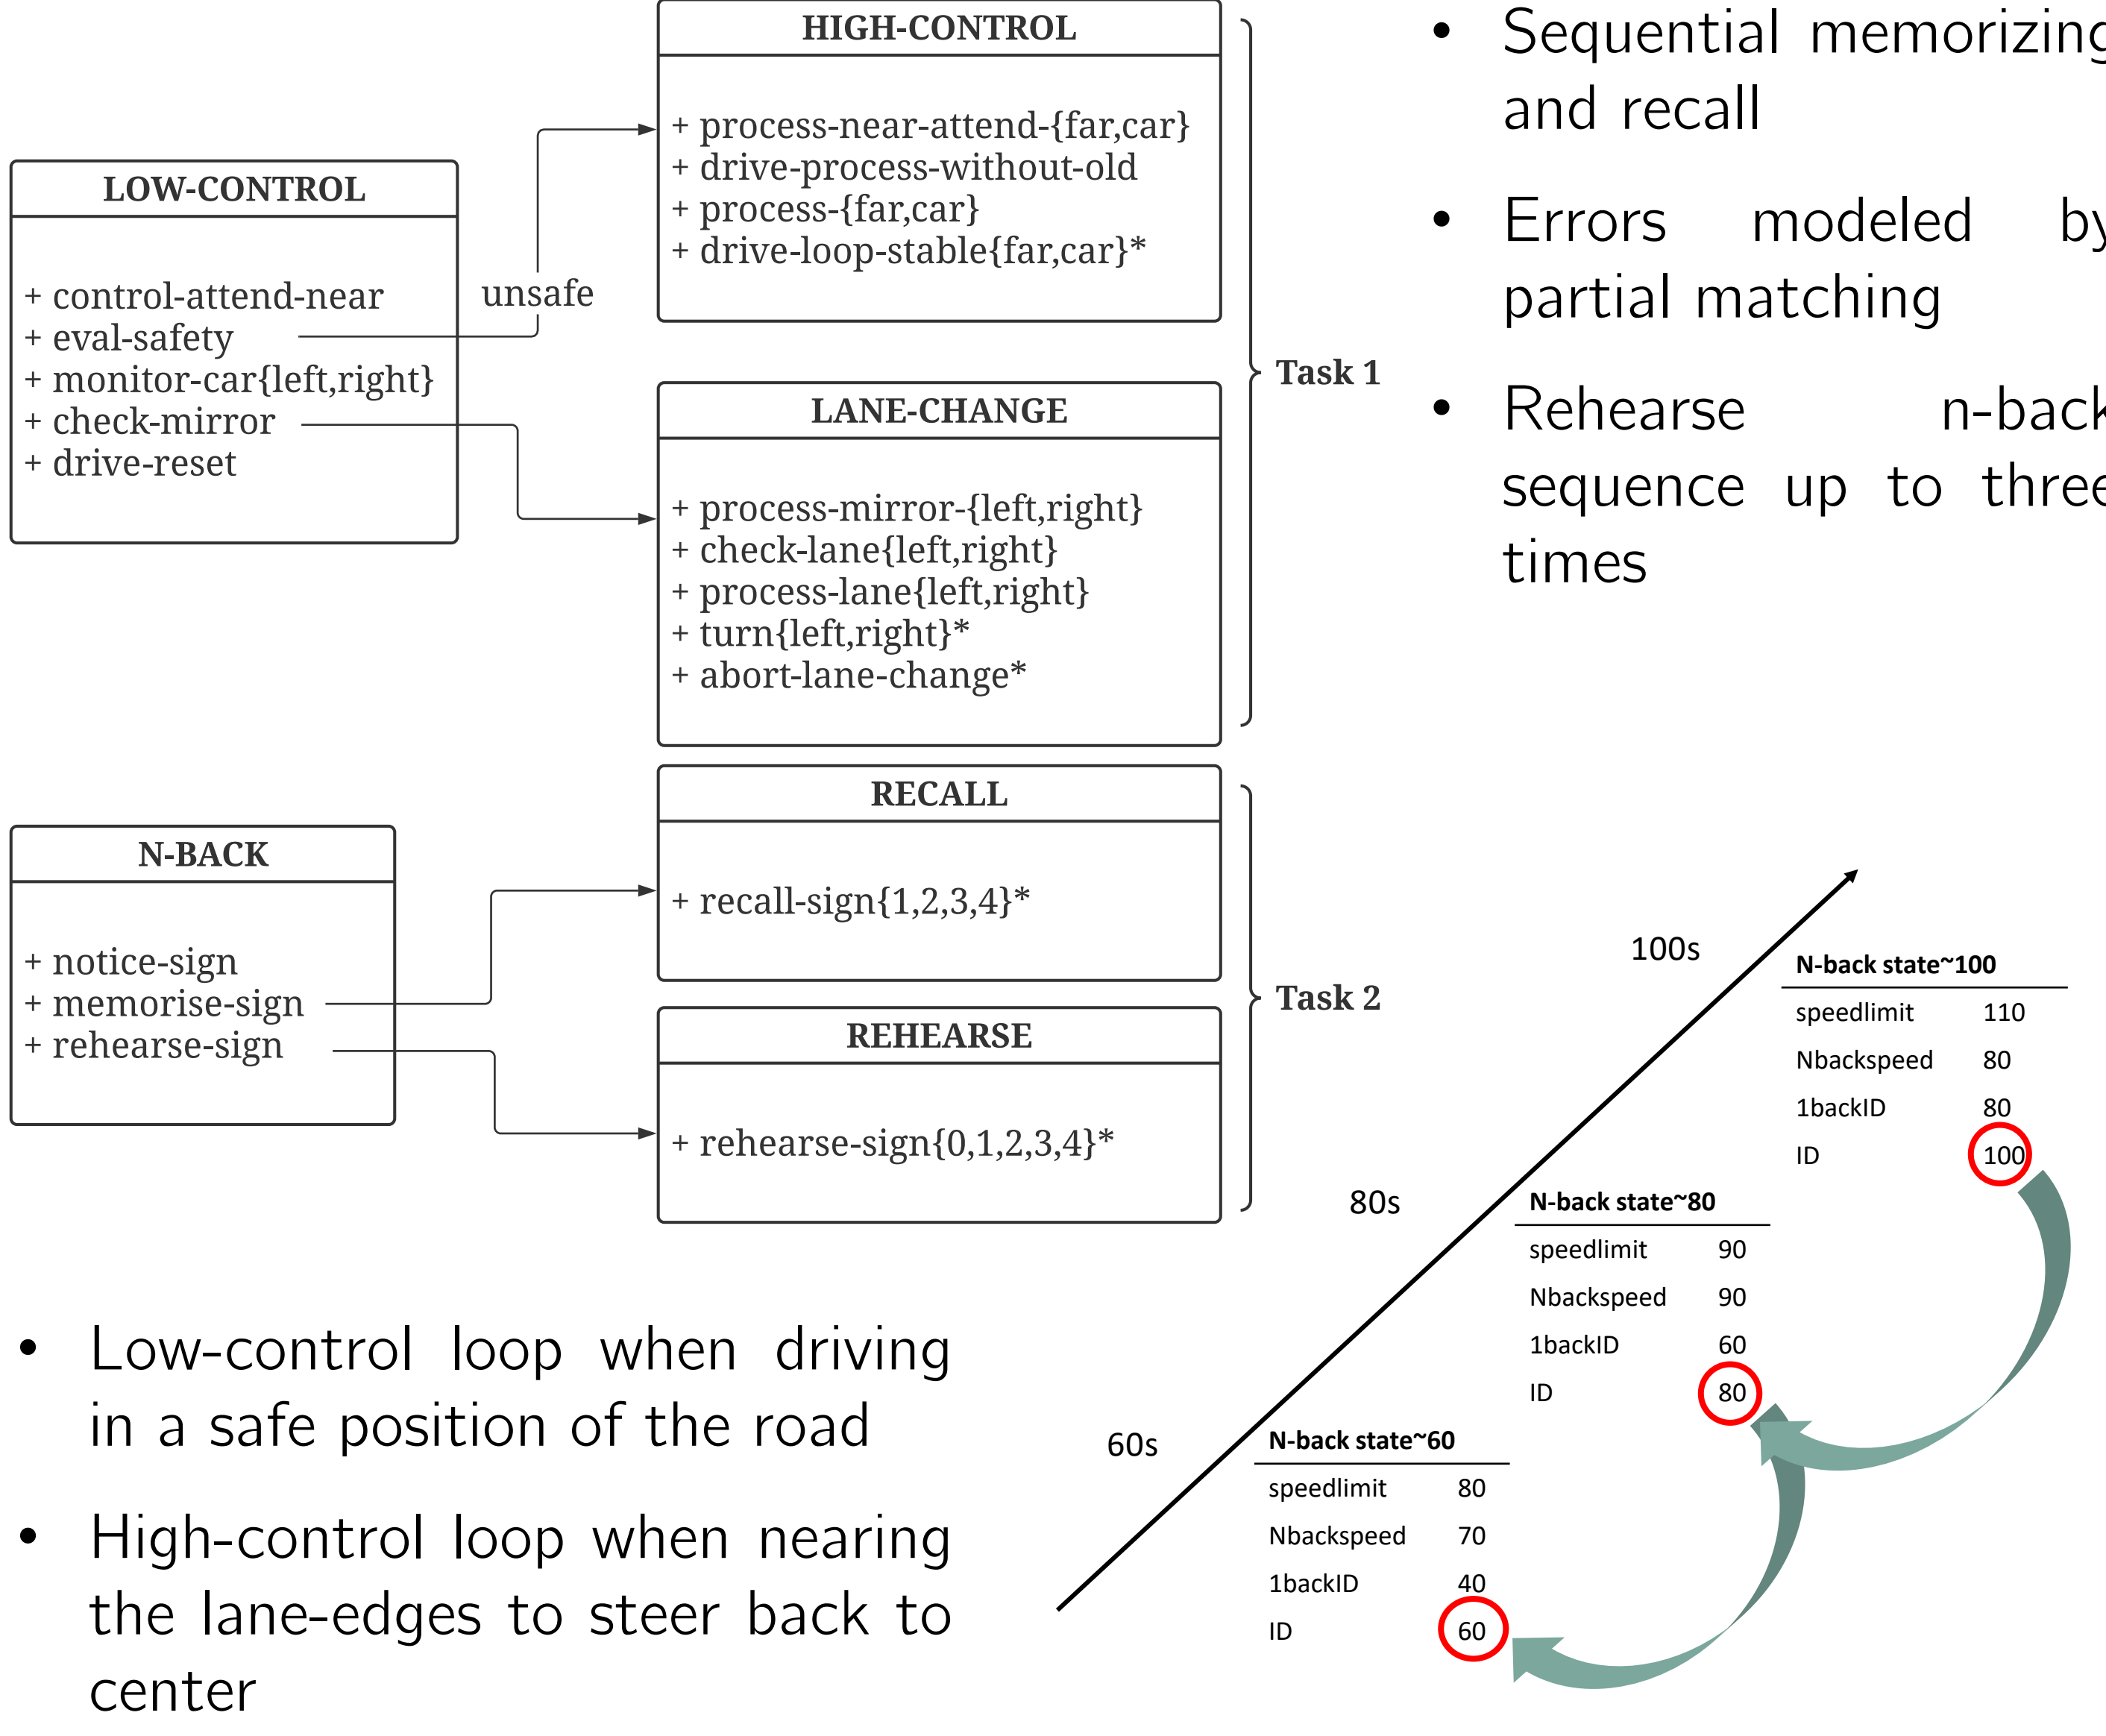 HIGH-CONTROL
+ process-near-attend-{far,car}
+ drive-process-without-old
+ process-{far,car}
+ drive-loop-stable{far,car}*
LOW-CONTROL
+ control-attend-near
+ eval-safety
+ monitor-car{left,right}
+ check-mirror
+ drive-reset
unsafe
LANE-CHANGE
+ process-mirror-{left,right}
+ check-lane{left,right}
+ process-lane{left,right}
+ turn{left,right}*
+ abort-lane-change*
Task 1
• Sequential memorizing
and recall
• Errors modeled by
partial matching
• Rehearse n-back
sequence up to three
times
N-BACK
+ notice-sign
+ memorise-sign
+ rehearse-sign
RECALL
+ recall-sign{1,2,3,4}*
REHEARSE
+ rehearse-sign{0,1,2,3,4}*
Task 2
100s
N-back state~100
speedlimit 110
Nbackspeed 80
1backID 80
ID 100
80s
N-back state~80
speedlimit 90
Nbackspeed 90
1backID 60
ID 80
60s
N-back state~60
speedlimit 80
Nbackspeed 70
1backID 40
ID 60
• Low-control loop when driving
in a safe position of the road
• High-control loop when nearing
the lane-edges to steer back to
center